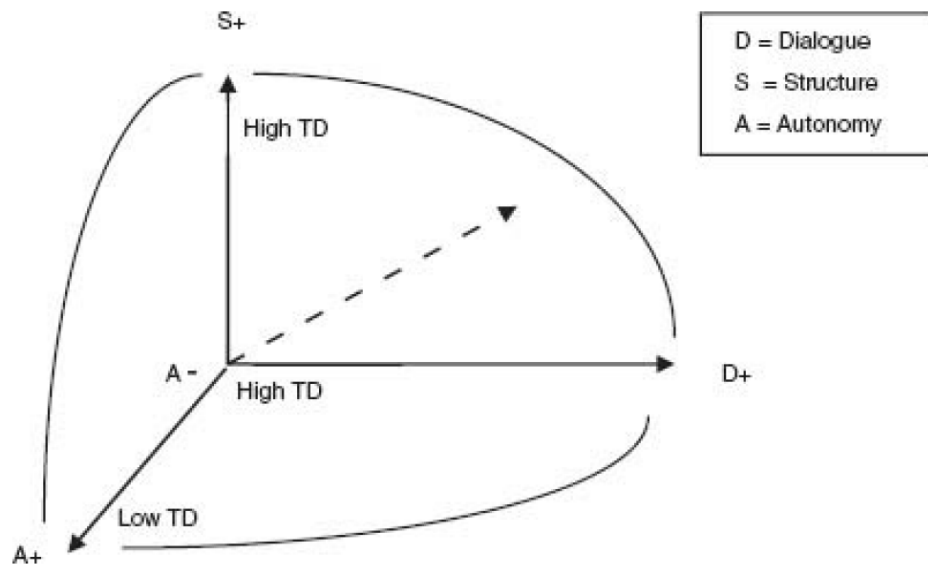 S+
D = Dialogue
S = Structure
A = Autonomy
High TD
A -
High TD
D+
Low TD
A+